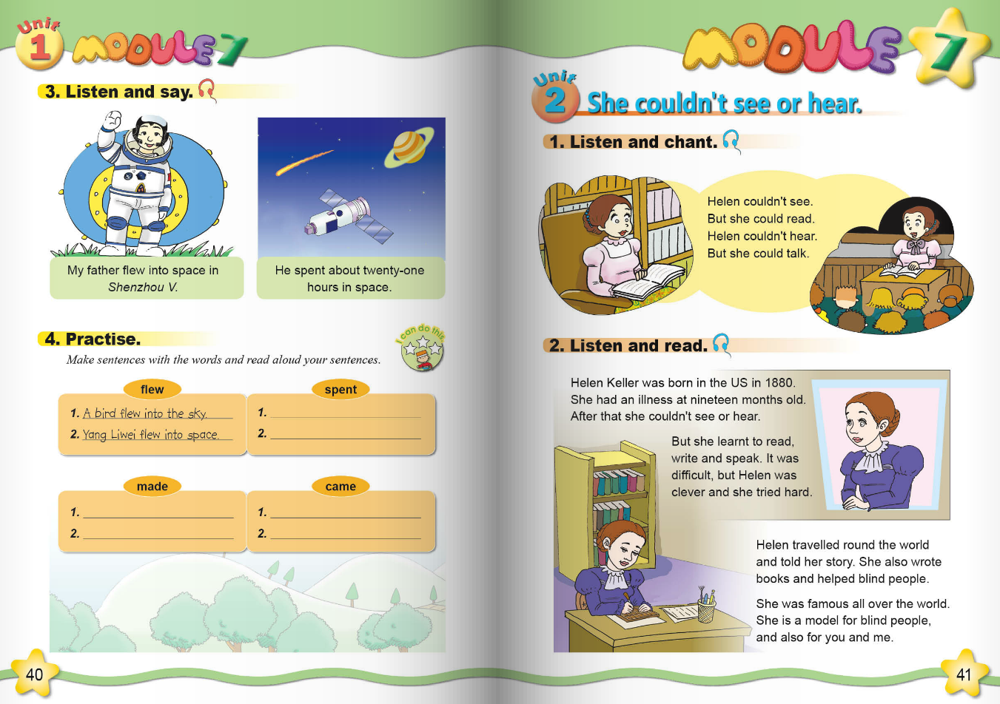 Unit
1
MODULE 7
3. Listen and say.
My father flew into space in
Shenzhou V.
He spent about twenty-one
hours in space.
4. Practise.
I can do this.
Make sentences with the words and read aloud your sentences.
flew
1. A bird flew into the sky.
2. Yang Liwei flew into space.
spent
1.
2.
made
1.
2.
came
1.
2.
40
MODULE 7
Unit
2
She couldn't see or hear.
1. Listen and chant.
Helen couldn't see.
But she could read.
Helen couldn't hear.
But she could talk.
2. Listen and read.
Helen Keller was born in the US in 1880.
She had an illness at nineteen months old.
After that she couldn't see or hear.
But she learnt to read,
write and speak. It was
difficult, but Helen was
clever and she tried hard.
Helen travelled round the world
and told her story. She also wrote
books and helped blind people.
She was famous all over the world.
She is a model for blind people,
and also for you and me.
41